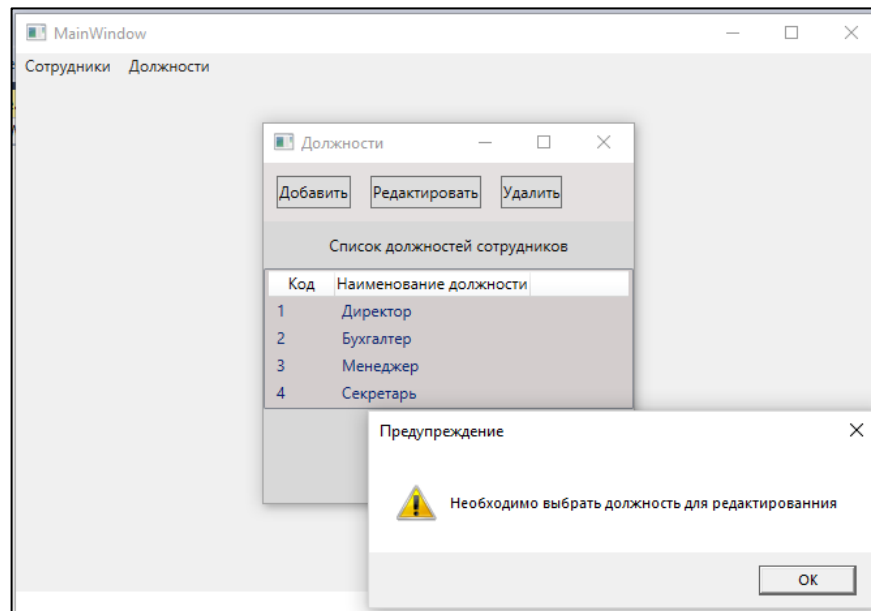 MainWindow
Сотрудники Должности
Должности
Добавить Редактировать Удалить
Список должностей сотрудников
Код Наименование должности
1 Директор
2 Бухгалтер
3 Менеджер
4 Секретарь
Предупреждение
Необходимо выбрать должность для редактированния
OK